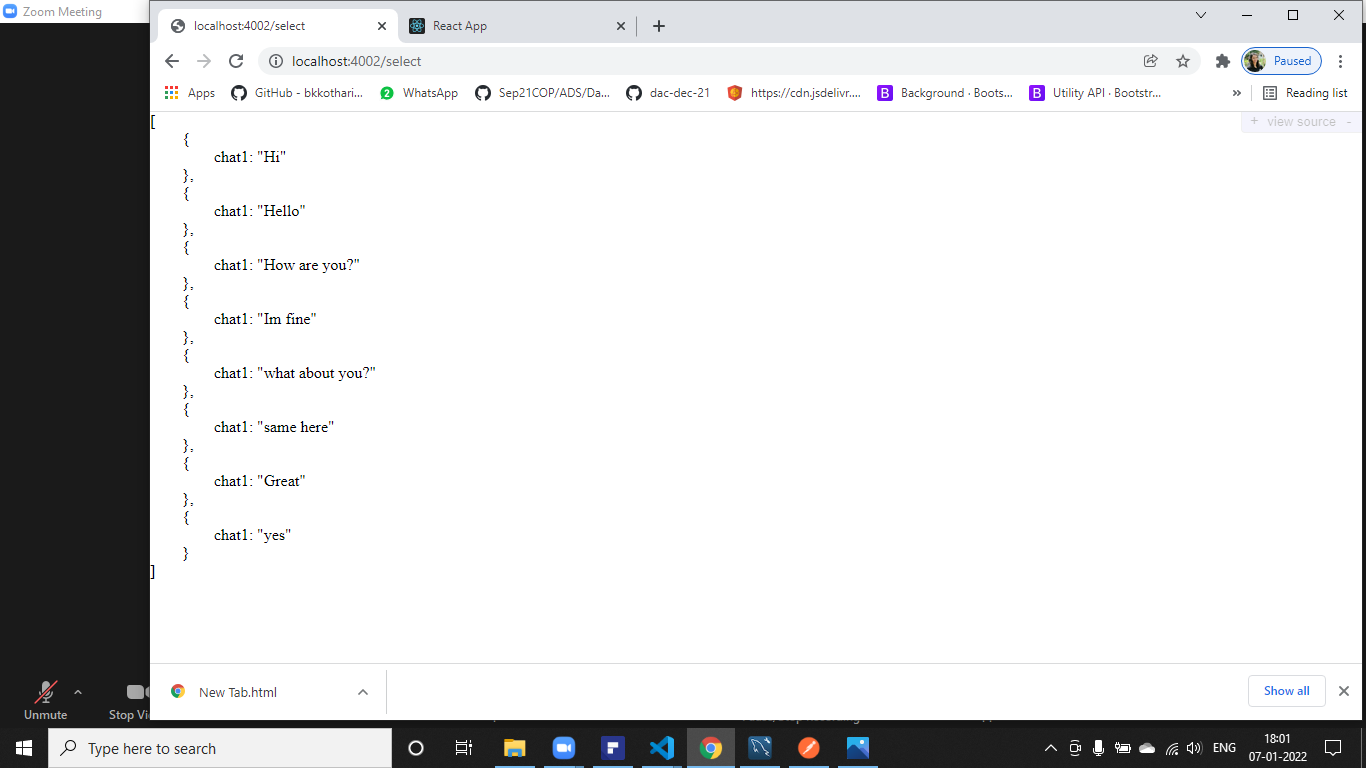 Zoom Meeting
localhost:4002/select
React App
localhost:4002/select
Paused
Apps
GitHub - bkkothari...
2
WhatsApp
Sep21COP/ADS/Da...
dac-dec-21
https://cdn.jsdelivr....
B
Background · Boots...
B
Utility API · Bootstr...
»
Reading list
+ view source -
[
{
chat1: "Hi"
},
{
chat1: "Hello"
},
{
chat1: "How are you?"
},
{
chat1: "Im fine"
},
{
chat1: "what about you?"
},
{
chat1: "same here"
},
{
chat1: "Great"
},
{
chat1: "yes"
}
]
New Tab.html
Show all
Unmute
Stop Vi
Type here to search
ENG
18:01
07-01-2022